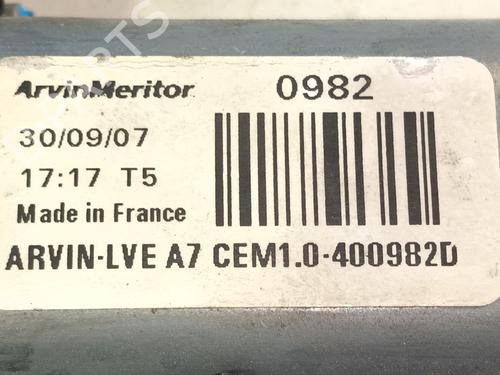 ArvinMeritor 0982
30/09/07
17:17 T5
Made in France
ARVIN-LVE A7 CEM1.0-400982D